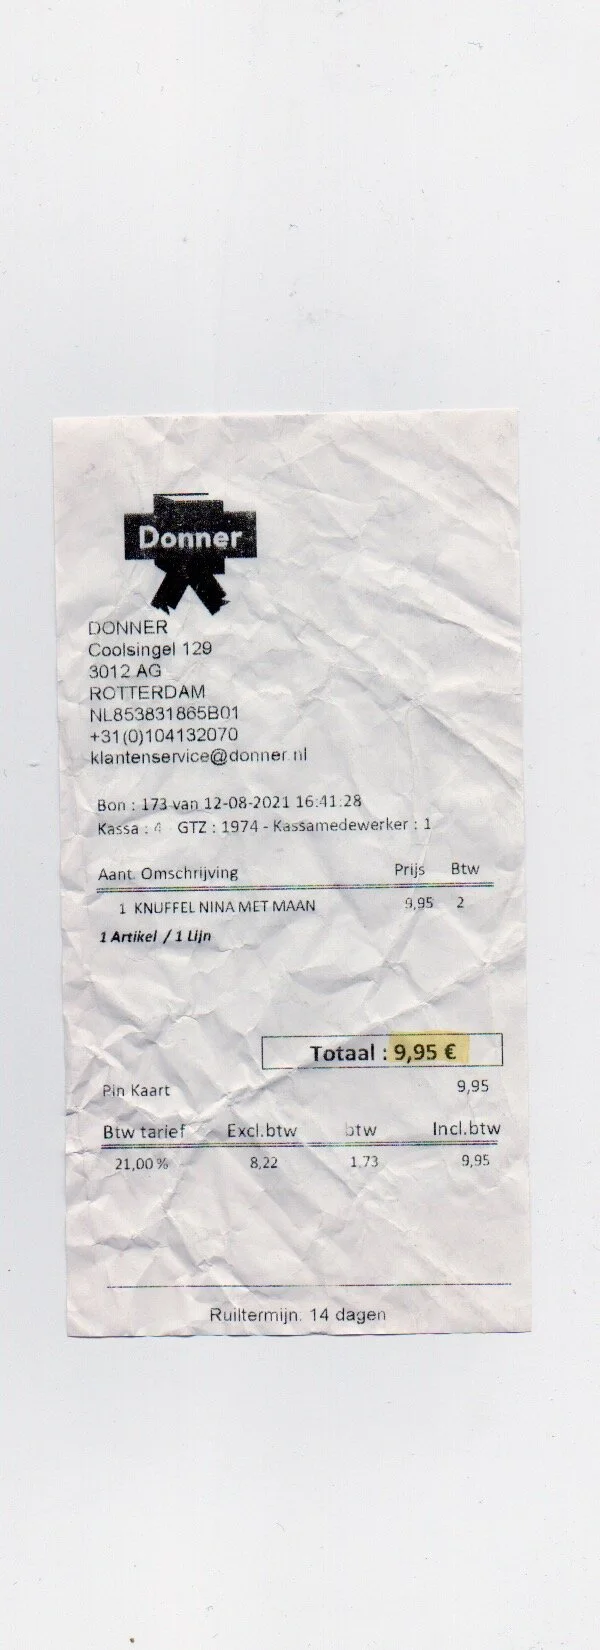 Donner
DONNER
Coolsingel 129
3012 AG
ROTTERDAM
NL853831865B01
+31(0)104132070
klantenservice@donner.nl
Bon : 173 van 12-08-2021 16:41:28
Kassa : 4 GTZ : 1974 - Kassamedewerker : 1
Aant. Omschrijving Prijs Btw
1 KNUFFEL NINA MET MAAN 9,95 2
1 Artikel / 1 Lijn
Totaal : 9,95 €
Pin Kaart 9,95
Btw tarief Excl.btw btw Incl.btw
21,00% 8,22 1,73 9,95
Ruiltermijn. 14 dagen